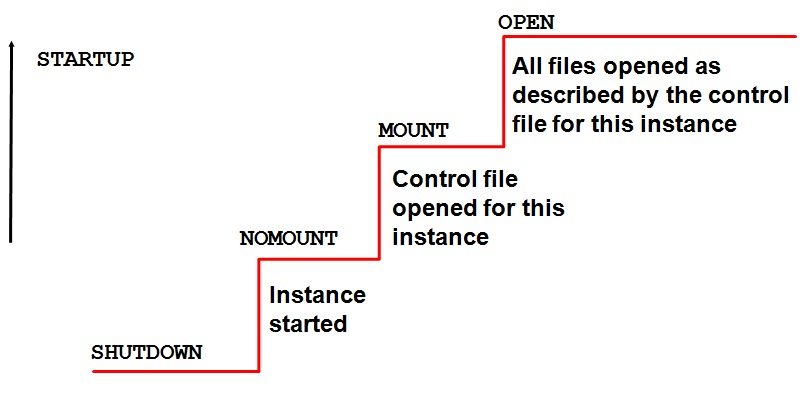 OPEN
STARTUP
All files opened as
described by the control
file for this instance
MOUNT
Control file
opened for this
instance
NOMOUNT
Instance
started
SHUTDOWN